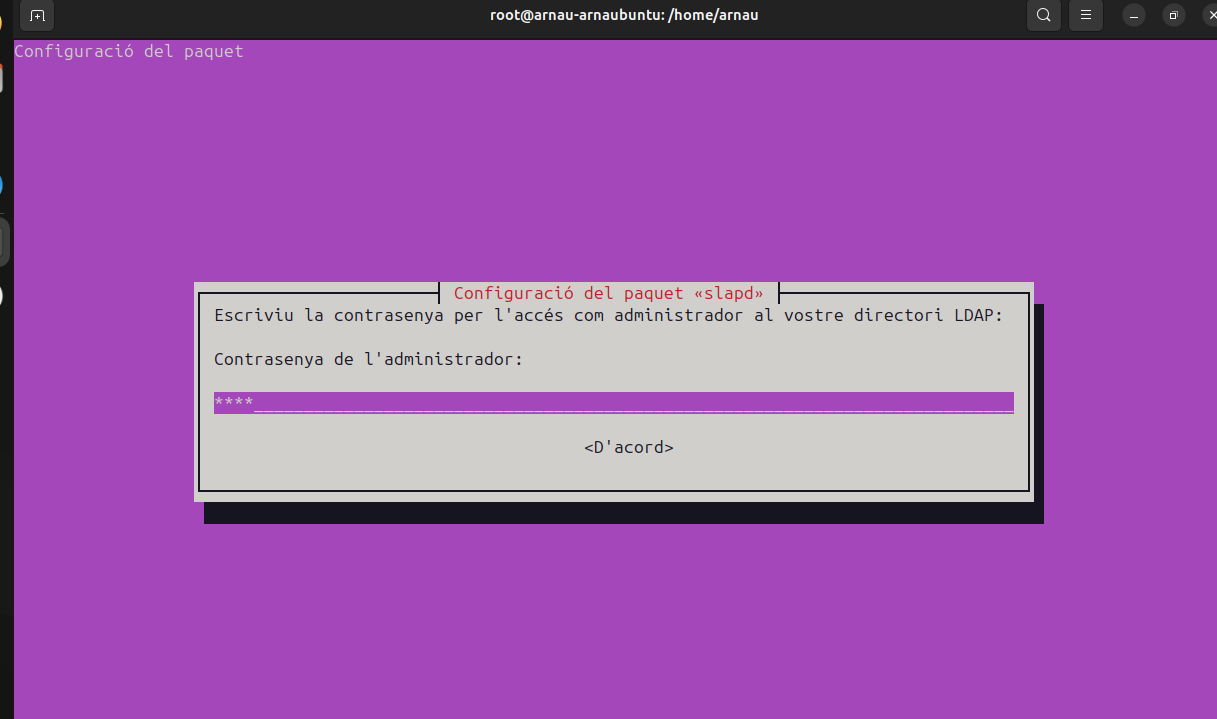 root@arnau-arnaubuntu: /home/arnau
Configuració del paquet
Configuració del paquet «slapd»
Escriviu la contrasenya per l'accés com administrador al vostre directori LDAP:
Contrasenya de l'administrador:
****________________________________________________________________________
<D'acord>